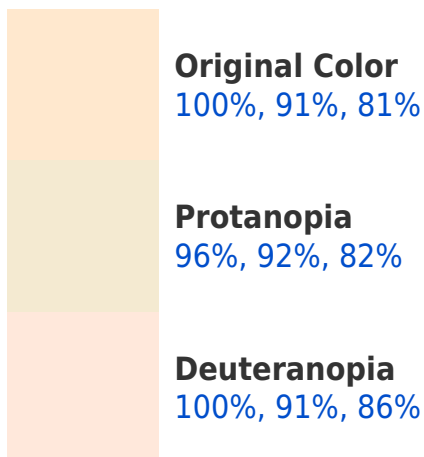 Original Color
100%, 91%, 81%
Protanopia
96%, 92%, 82%
Deuteranopia
100%, 91%, 86%